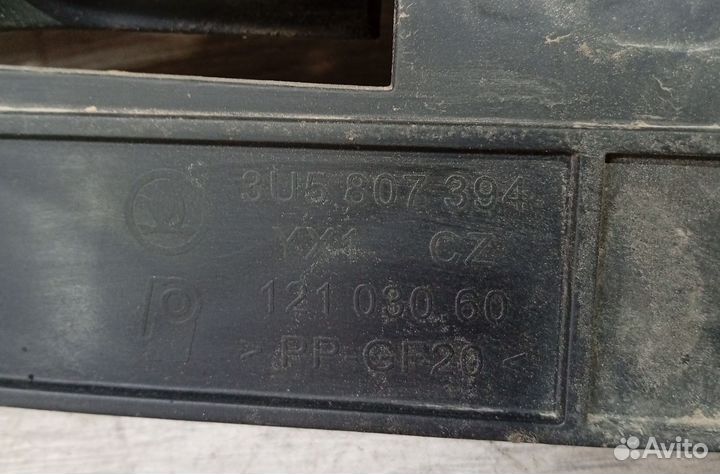 3U5 807 394
YX1 CZ
121 030 60
> PP-GF20 <
Avito